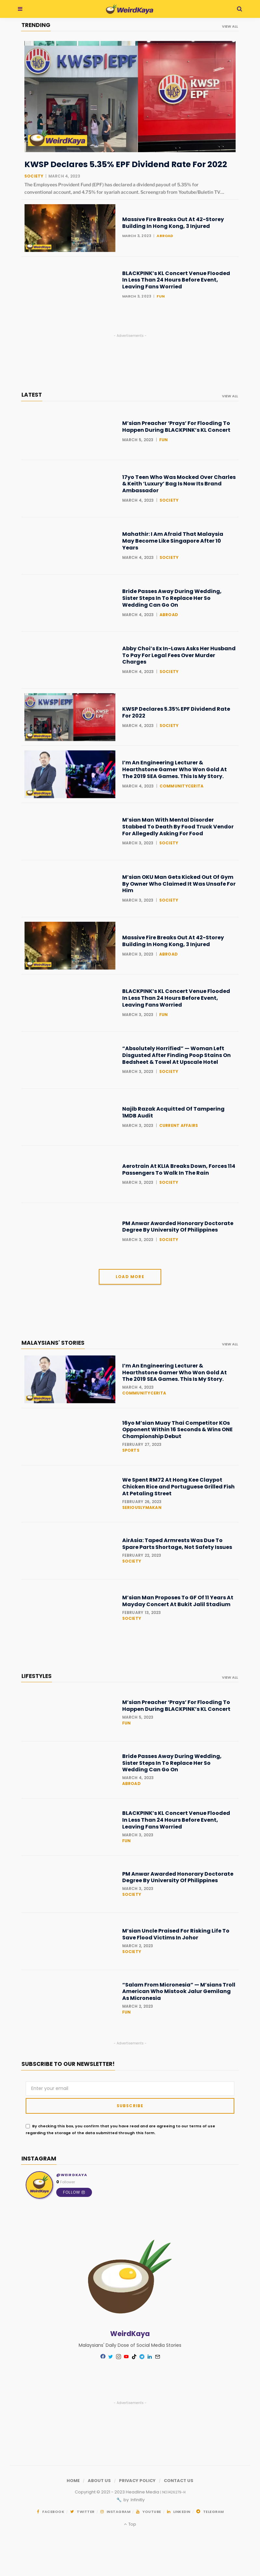 WeirdKaya
TRENDING
VIEW ALL
KWSP EPF
KWSP
EPF
WeirdKaya
KWSP Declares 5.35% EPF Dividend Rate For 2022
SOCIETY | MARCH 4, 2023
The Employees Provident Fund (EPF) has declared a dividend payout of 5.35% for
conventional account, and 4.75% for syariah account. Screengrab from Youtube/Buletin TV...
Massive Fire Breaks Out At 42-Storey
Building In Hong Kong, 3 Injured
MARCH 3, 2023 | ABROAD
BLACKPINK's KL Concert Venue Flooded
In Less Than 24 Hours Before Event,
Leaving Fans Worried
MARCH 3, 2023 | FUN
- Advertisements -
LATEST
VIEW ALL
M'sian Preacher 'Prays' For Flooding To
Happen During BLACKPINK's KL Concert
MARCH 5, 2023 | FUN
17yo Teen Who Was Mocked Over Charles
& Keith 'Luxury' Bag Is Now Its Brand
Ambassador
MARCH 4, 2023 | SOCIETY
Mahathir: I Am Afraid That Malaysia
May Become Like Singapore After 10
Years
MARCH 4, 2023 | SOCIETY
Bride Passes Away During Wedding,
Sister Steps In To Replace Her So
Wedding Can Go On
MARCH 4, 2023 | ABROAD
Abby Choi's Ex In-Laws Asks Her Husband
To Pay For Legal Fees Over Murder
Charges
MARCH 4, 2023 | SOCIETY
KWSP Declares 5.35% EPF Dividend Rate
For 2022
MARCH 4, 2023 | SOCIETY
I'm An Engineering Lecturer &
Hearthstone Gamer Who Won Gold At
The 2019 SEA Games. This Is My Story.
MARCH 4, 2023 | COMMUNITYCERITA
M'sian Man With Mental Disorder
Stabbed To Death By Food Truck Vendor
For Allegedly Asking For Food
MARCH 3, 2023 | SOCIETY
M'sian OKU Man Gets Kicked Out Of Gym
By Owner Who Claimed It Was Unsafe For
Him
MARCH 3, 2023 | SOCIETY
Massive Fire Breaks Out At 42-Storey
Building In Hong Kong, 3 Injured
MARCH 3, 2023 | ABROAD
BLACKPINK's KL Concert Venue Flooded
In Less Than 24 Hours Before Event,
Leaving Fans Worried
MARCH 3, 2023 | FUN
"Absolutely Horrified" — Woman Left
Disgusted After Finding Poop Stains On
Bedsheet & Towel At Upscale Hotel
MARCH 3, 2023 | SOCIETY
Najib Razak Acquitted Of Tampering
1MDB Audit
MARCH 3, 2023 | CURRENT AFFAIRS
Aerotrain At KLIA Breaks Down, Forces 114
Passengers To Walk In The Rain
MARCH 3, 2023 | SOCIETY
PM Anwar Awarded Honorary Doctorate
Degree By University Of Philippines
MARCH 3, 2023 | SOCIETY
LOAD MORE
MALAYSIANS' STORIES
VIEW ALL
I'm An Engineering Lecturer &
Hearthstone Gamer Who Won Gold At
The 2019 SEA Games. This Is My Story.
MARCH 4, 2023
COMMUNITYCERITA
16yo M'sian Muay Thai Competitor KOs
Opponent Within 16 Seconds & Wins ONE
Championship Debut
FEBRUARY 27, 2023
SPORTS
We Spent RM72 At Hong Kee Claypot
Chicken Rice and Portuguese Grilled Fish
At Petaling Street
FEBRUARY 26, 2023
SERIOUSLYMAKAN
AirAsia: Taped Armrests Was Due To
Spare Parts Shortage, Not Safety Issues
FEBRUARY 22, 2023
SOCIETY
M'sian Man Proposes To GF Of 11 Years At
Mayday Concert At Bukit Jalil Stadium
FEBRUARY 13, 2023
SOCIETY
LIFESTYLES
VIEW ALL
M'sian Preacher 'Prays' For Flooding To
Happen During BLACKPINK's KL Concert
MARCH 5, 2023
FUN
Bride Passes Away During Wedding,
Sister Steps In To Replace Her So
Wedding Can Go On
MARCH 4, 2023
ABROAD
BLACKPINK's KL Concert Venue Flooded
In Less Than 24 Hours Before Event,
Leaving Fans Worried
MARCH 3, 2023
FUN
PM Anwar Awarded Honorary Doctorate
Degree By University Of Philippines
MARCH 3, 2023
SOCIETY
M'sian Uncle Praised For Risking Life To
Save Flood Victims In Johor
MARCH 2, 2023
SOCIETY
"Salam From Micronesia" — M'sians Troll
American Who Mistook Jalur Gemilang
As Micronesia
MARCH 2, 2023
FUN
- Advertisements -
SUBSCRIBE TO OUR NEWSLETTER!
Enter your email
SUBSCRIBE
By checking this box, you confirm that you have read and are agreeing to our terms of use
regarding the storage of the data submitted through this form.
INSTAGRAM
WeirdKaya
@WEIRDKAYA
0 Followers
FOLLOW
WeirdKaya
Malaysians' Daily Dose of Social Media Stories
- Advertisements -
HOME / ABOUT US / PRIVACY POLICY / CONTACT US
Copyright © 2021 - 2023 Headline Media
by: Infinilly
FACEBOOK TWITTER INSTAGRAM YOUTUBE LINKEDIN TELEGRAM
Top